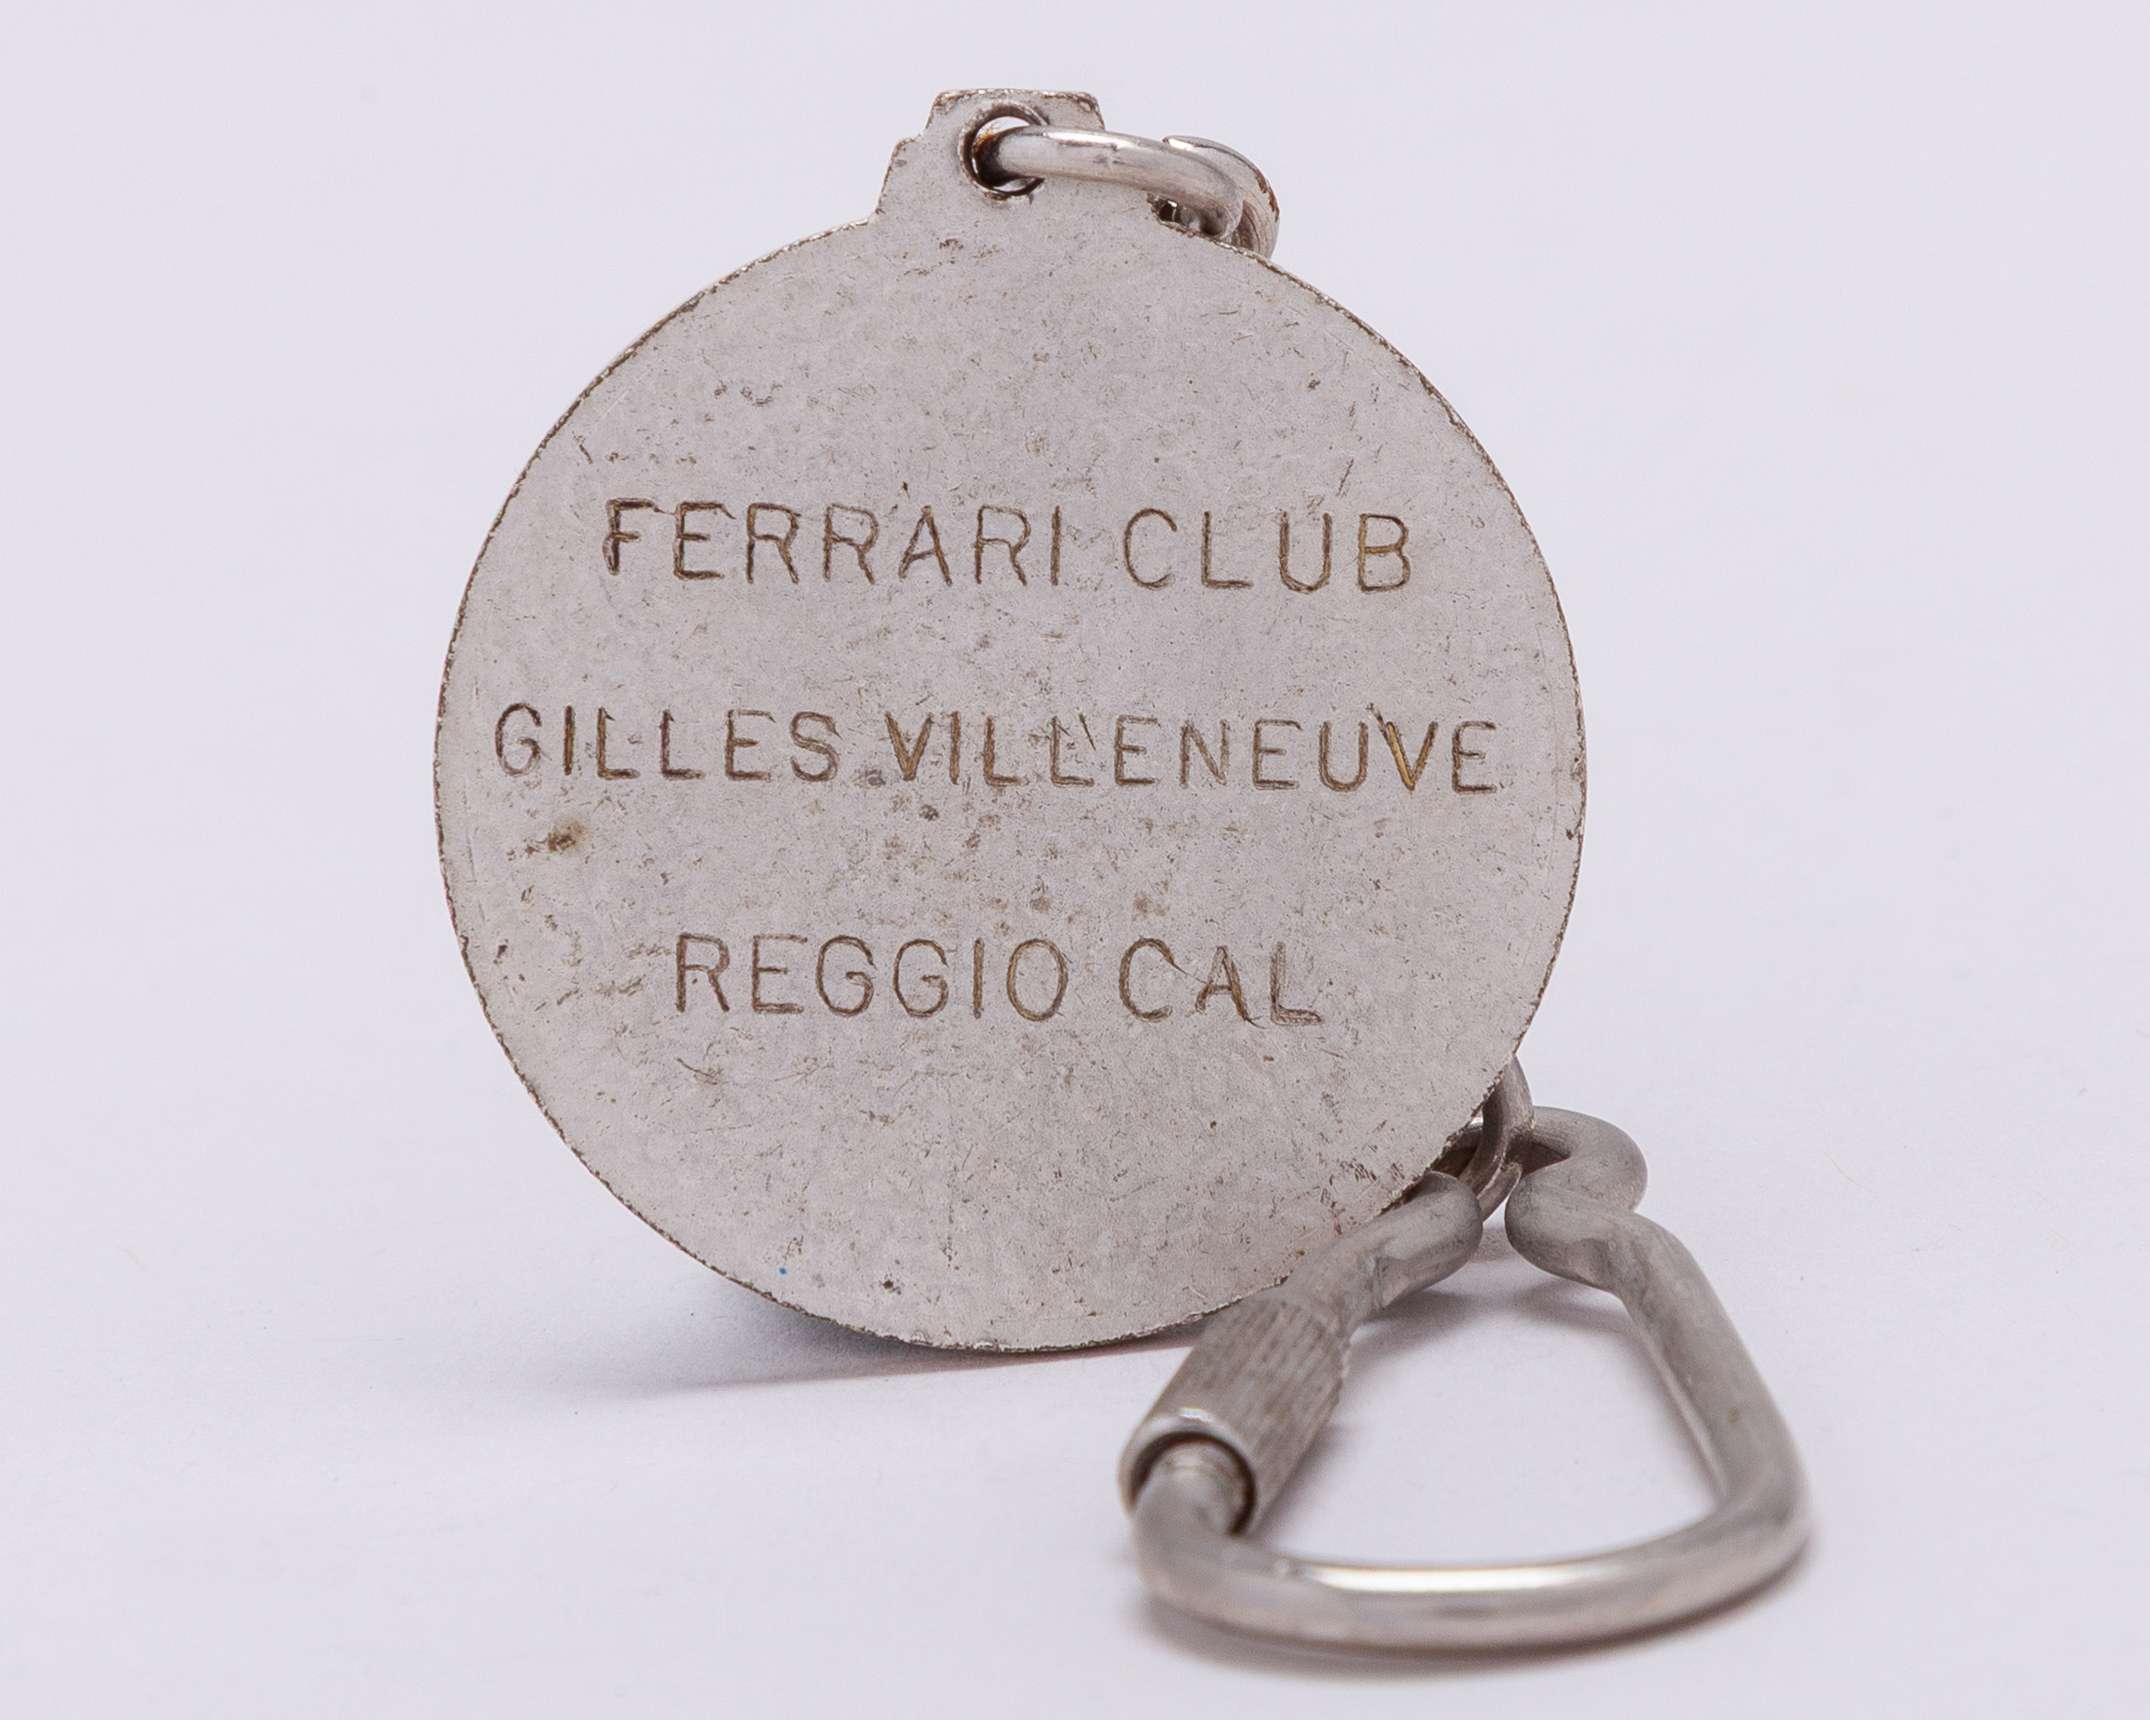 FERRARI CLUB
GILLES VILLENEUVE
REGGIO CAL